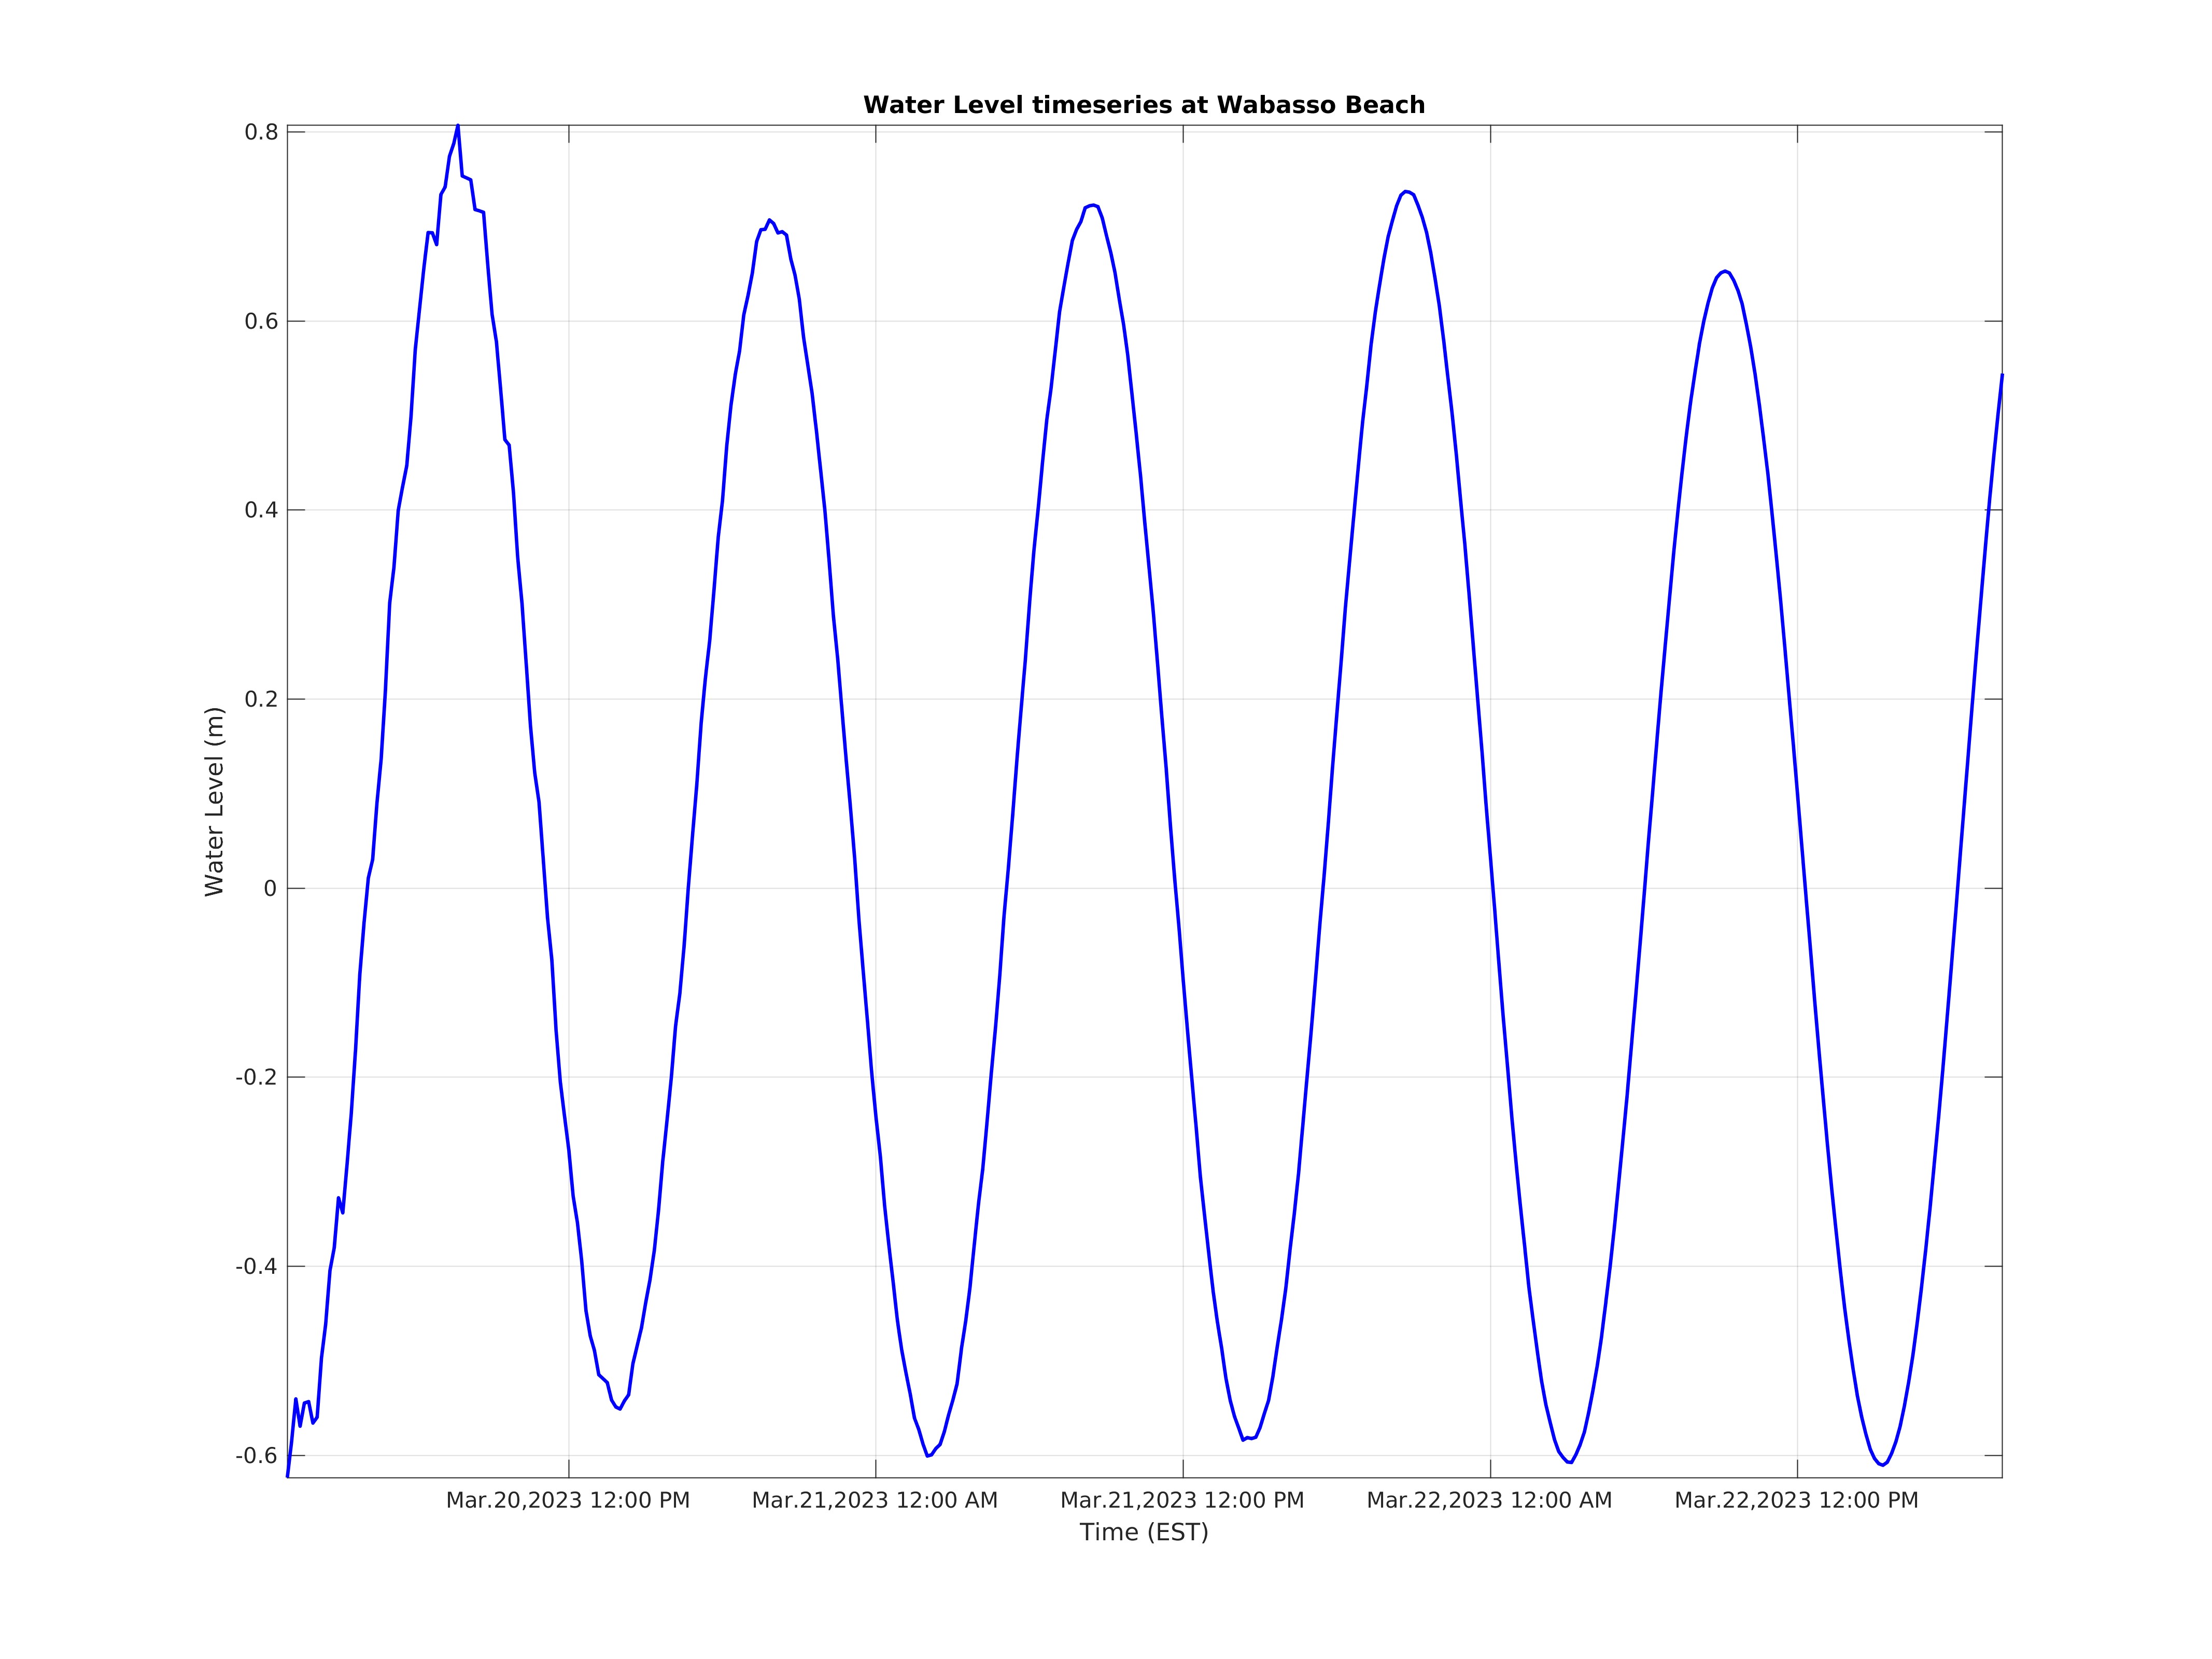 Water Level timeseries at Wabasso Beach
0.8
0.6
0.4
0.2
0
-0.2
-0.4
-0.6
Water Level (m)
Mar.20,2023 12:00 PM
Mar.21,2023 12:00 AM
Mar.21,2023 12:00 PM
Mar.22,2023 12:00 AM
Mar.22,2023 12:00 PM
Time (EST)